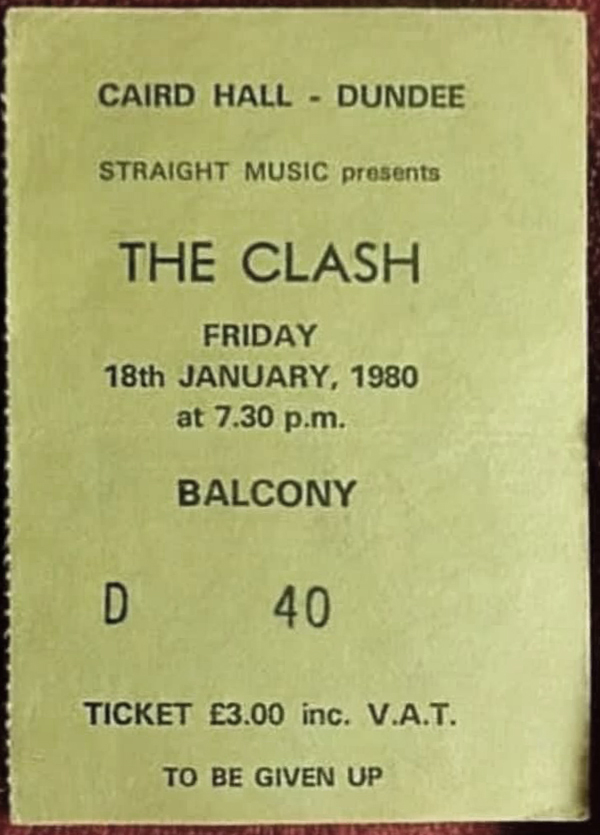 CAIRD HALL - DUNDEE
STRAIGHT MUSIC presents
THE CLASH
FRIDAY
18th JANUARY, 1980
at 7.30 p.m.
BALCONY
D 40
TICKET £3.00 inc. V.A.T.
TO BE GIVEN UP